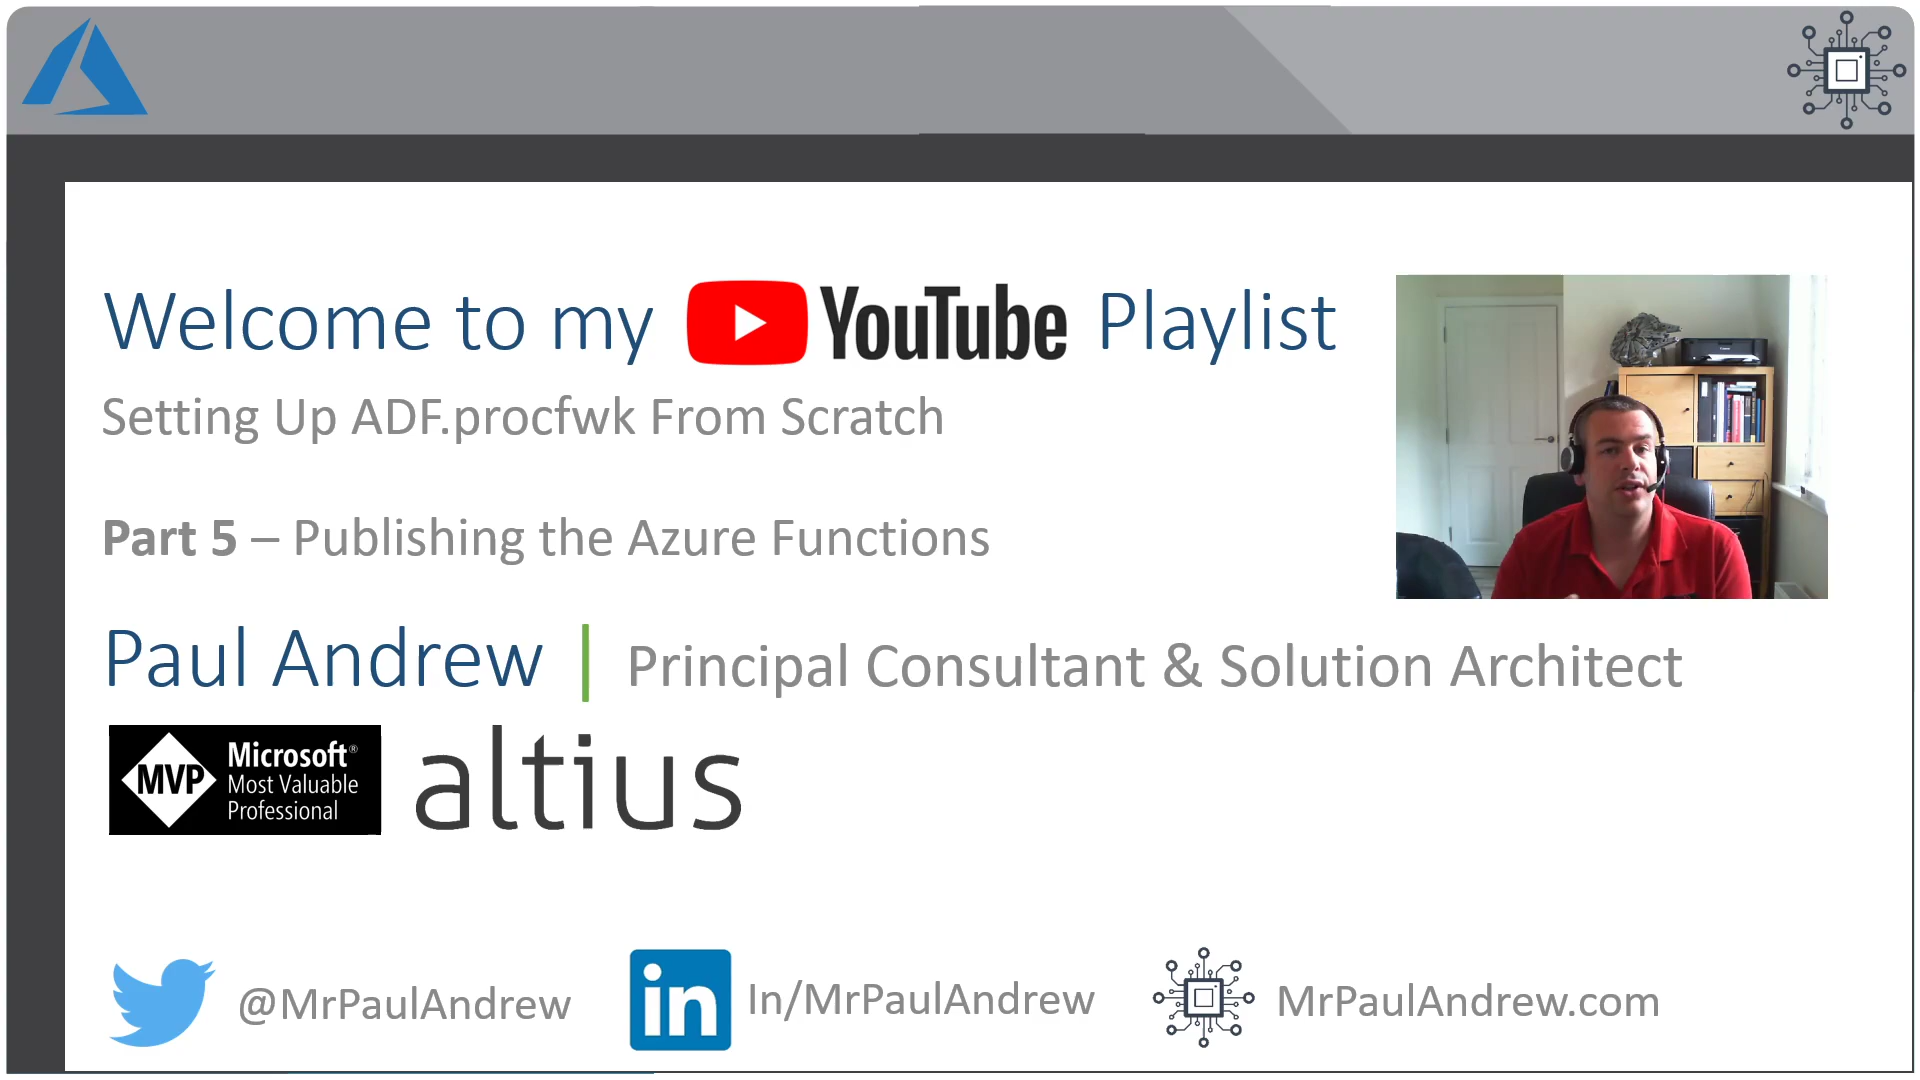 Welcome to my YouTube Playlist
Setting Up ADF.procfwk From Scratch
Part 5 – Publishing the Azure Functions
Paul Andrew | Principal Consultant & Solution Architect
MVP Microsoft® Most Valuable Professional
altius
@MrPaulAndrew
in In/MrPaulAndrew
MrPaulAndrew.com